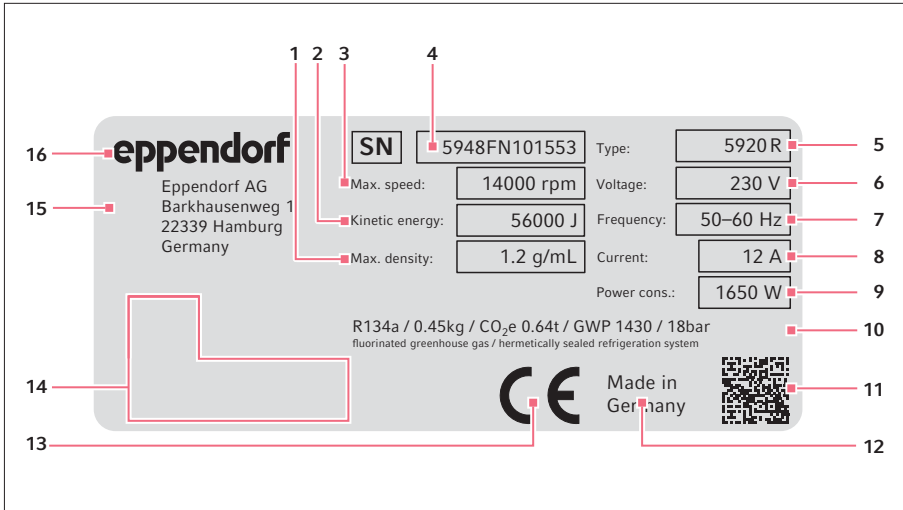 1 2 3 4
16 eppendorf SN 5948FN101553 Type: 5920 R 5
15 Eppendorf AG
Barkhausenweg 1
22339 Hamburg
Germany
Max. speed: 14000 rpm Voltage: 230 V 6
Kinetic energy: 56000 J Frequency: 50–60 Hz 7
Max. density: 1.2 g/mL Current: 12 A 8
Power cons.: 1650 W 9
R134a / 0.45kg / CO₂e 0.64t / GWP 1430 / 18bar 10
fluorinated greenhouse gas / hermetically sealed refrigeration system
14 CE Made in
Germany 11
13 12